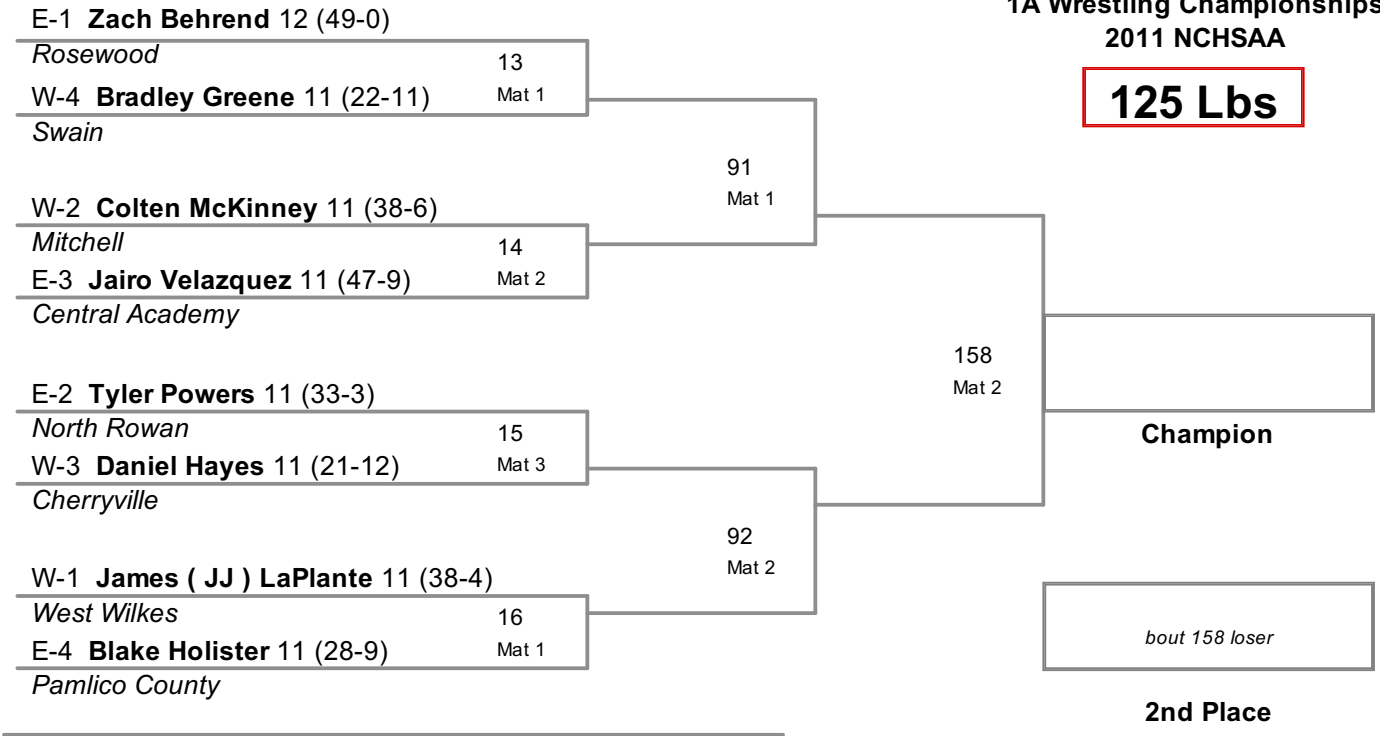 1A Wrestling Championships
2011 NCHSAA
125 Lbs
E-1 Zach Behrend 12 (49-0)
Rosewood
13
W-4 Bradley Greene 11 (22-11)
Mat 1
Swain
91
Mat 1
W-2 Colten McKinney 11 (38-6)
Mitchell
14
E-3 Jairo Velazquez 11 (47-9)
Mat 2
Central Academy
158
Mat 2
E-2 Tyler Powers 11 (33-3)
North Rowan
15
W-3 Daniel Hayes 11 (21-12)
Mat 3
Cherryville
Champion
92
Mat 2
W-1 James ( JJ ) LaPlante 11 (38-4)
West Wilkes
16
E-4 Blake Holister 11 (28-9)
Mat 1
Pamlico County
bout 158 loser
2nd Place